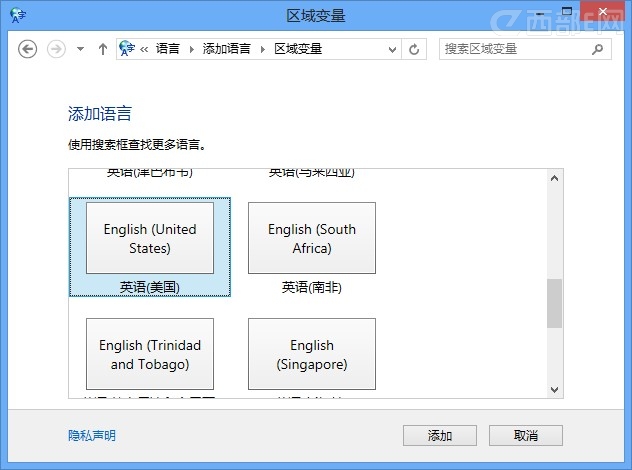 区域变量
西部E网
语言 添加语言 区域变量
搜索区域变量
添加语言
使用搜索框查找更多语言。
英语(津巴布韦) 英语(马来西亚)
English (United
States)
英语(美国)
English (South
Africa)
英语(南非)
English (Trinidad
and Tobago)
English
(Singapore)
隐私声明
添加 取消